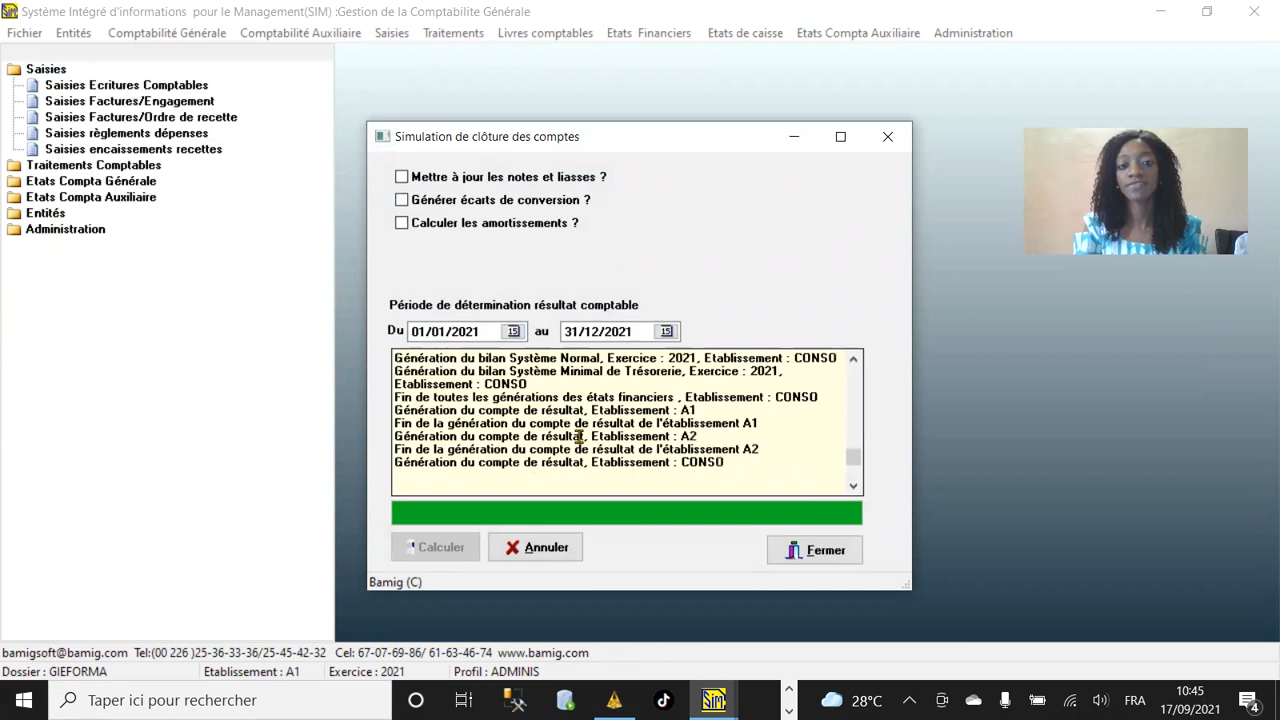 Système Intégré d'informations pour le Management(SIM) :Gestion de la Comptabilite Générale
Fichier Entités Comptabilité Générale Comptabilité Auxiliaire Saisies Traitements Livres comptables Etats Financiers Etats de caisse Etats Compta Auxiliaire Administration
Saisies
Saisies Ecritures Comptables
Saisies Factures/Engagement
Saisies Factures/Ordre de recette
Saisies règlements dépenses
Saisies encaissements recettes
Traitements Comptables
Etats Compta Générale
Etats Compta Auxiliaire
Entités
Administration
Simulation de clôture des comptes
Mettre à jour les notes et liasses ?
Générer écarts de conversion ?
Calculer les amortissements ?
Période de détermination résultat comptable
Du 01/01/2021 15 au 31/12/2021 15
Génération du bilan Système Normal, Exercice : 2021, Etablissement : CONSO
Génération du bilan Système Minimal de Trésorerie, Exercice : 2021,
Etablissement : CONSO
Fin de toutes les générations des états financiers , Etablissement : CONSO
Génération du compte de résultat, Etablissement : A1
Fin de la génération du compte de résultat de l'établissement A1
Génération du compte de résultat, Etablissement : A2
Fin de la génération du compte de résultat de l'établissement A2
Génération du compte de résultat, Etablissement : CONSO
Calculer Annuler Fermer
Bamig (C)
bamigsoft@bamig.com Tel:(00 226 )25-36-33-36/25-45-42-32 Cel: 67-07-69-86/ 61-63-46-74 www.bamig.com
Dossier : GIEFORMA Etablissement : A1 Exercice : 2021 Profil : ADMINIS
Taper ici pour rechercher SIM 28°C FRA 10:45
17/09/2021 4